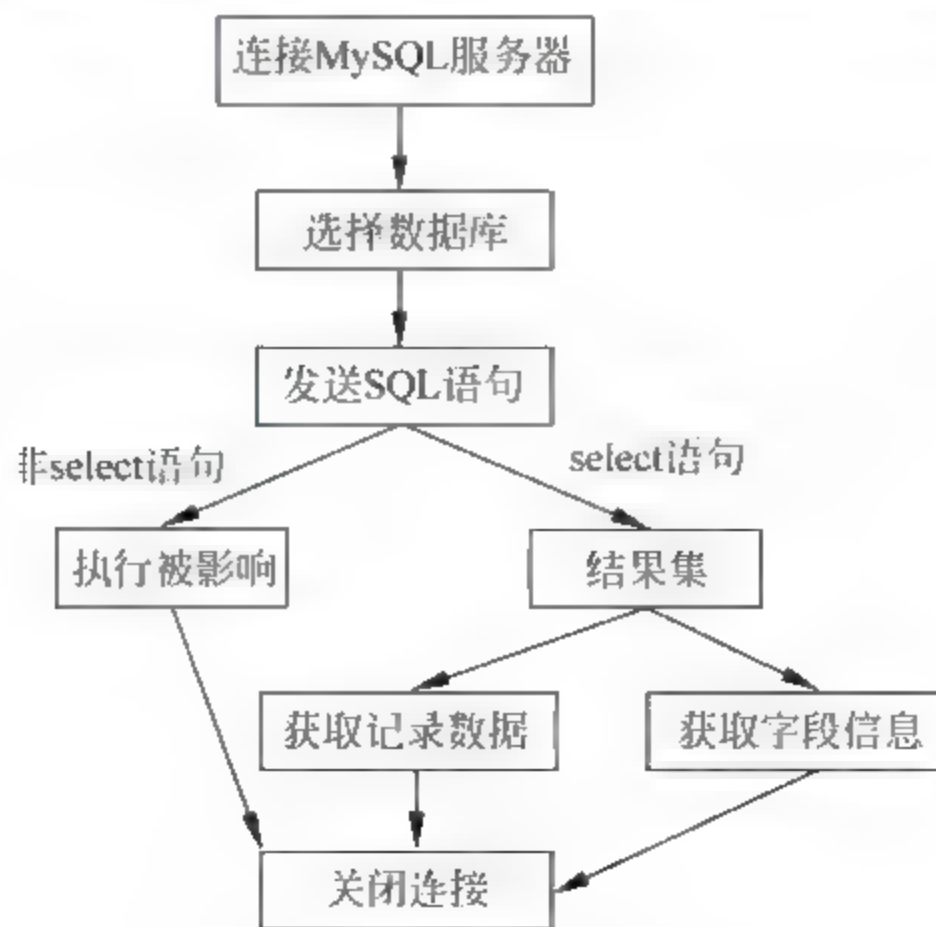 连接MySQL服务器
选择数据库
发送SQL语句
非select语句
select语句
执行被影响
结果集
获取记录数据
获取字段信息
关闭连接